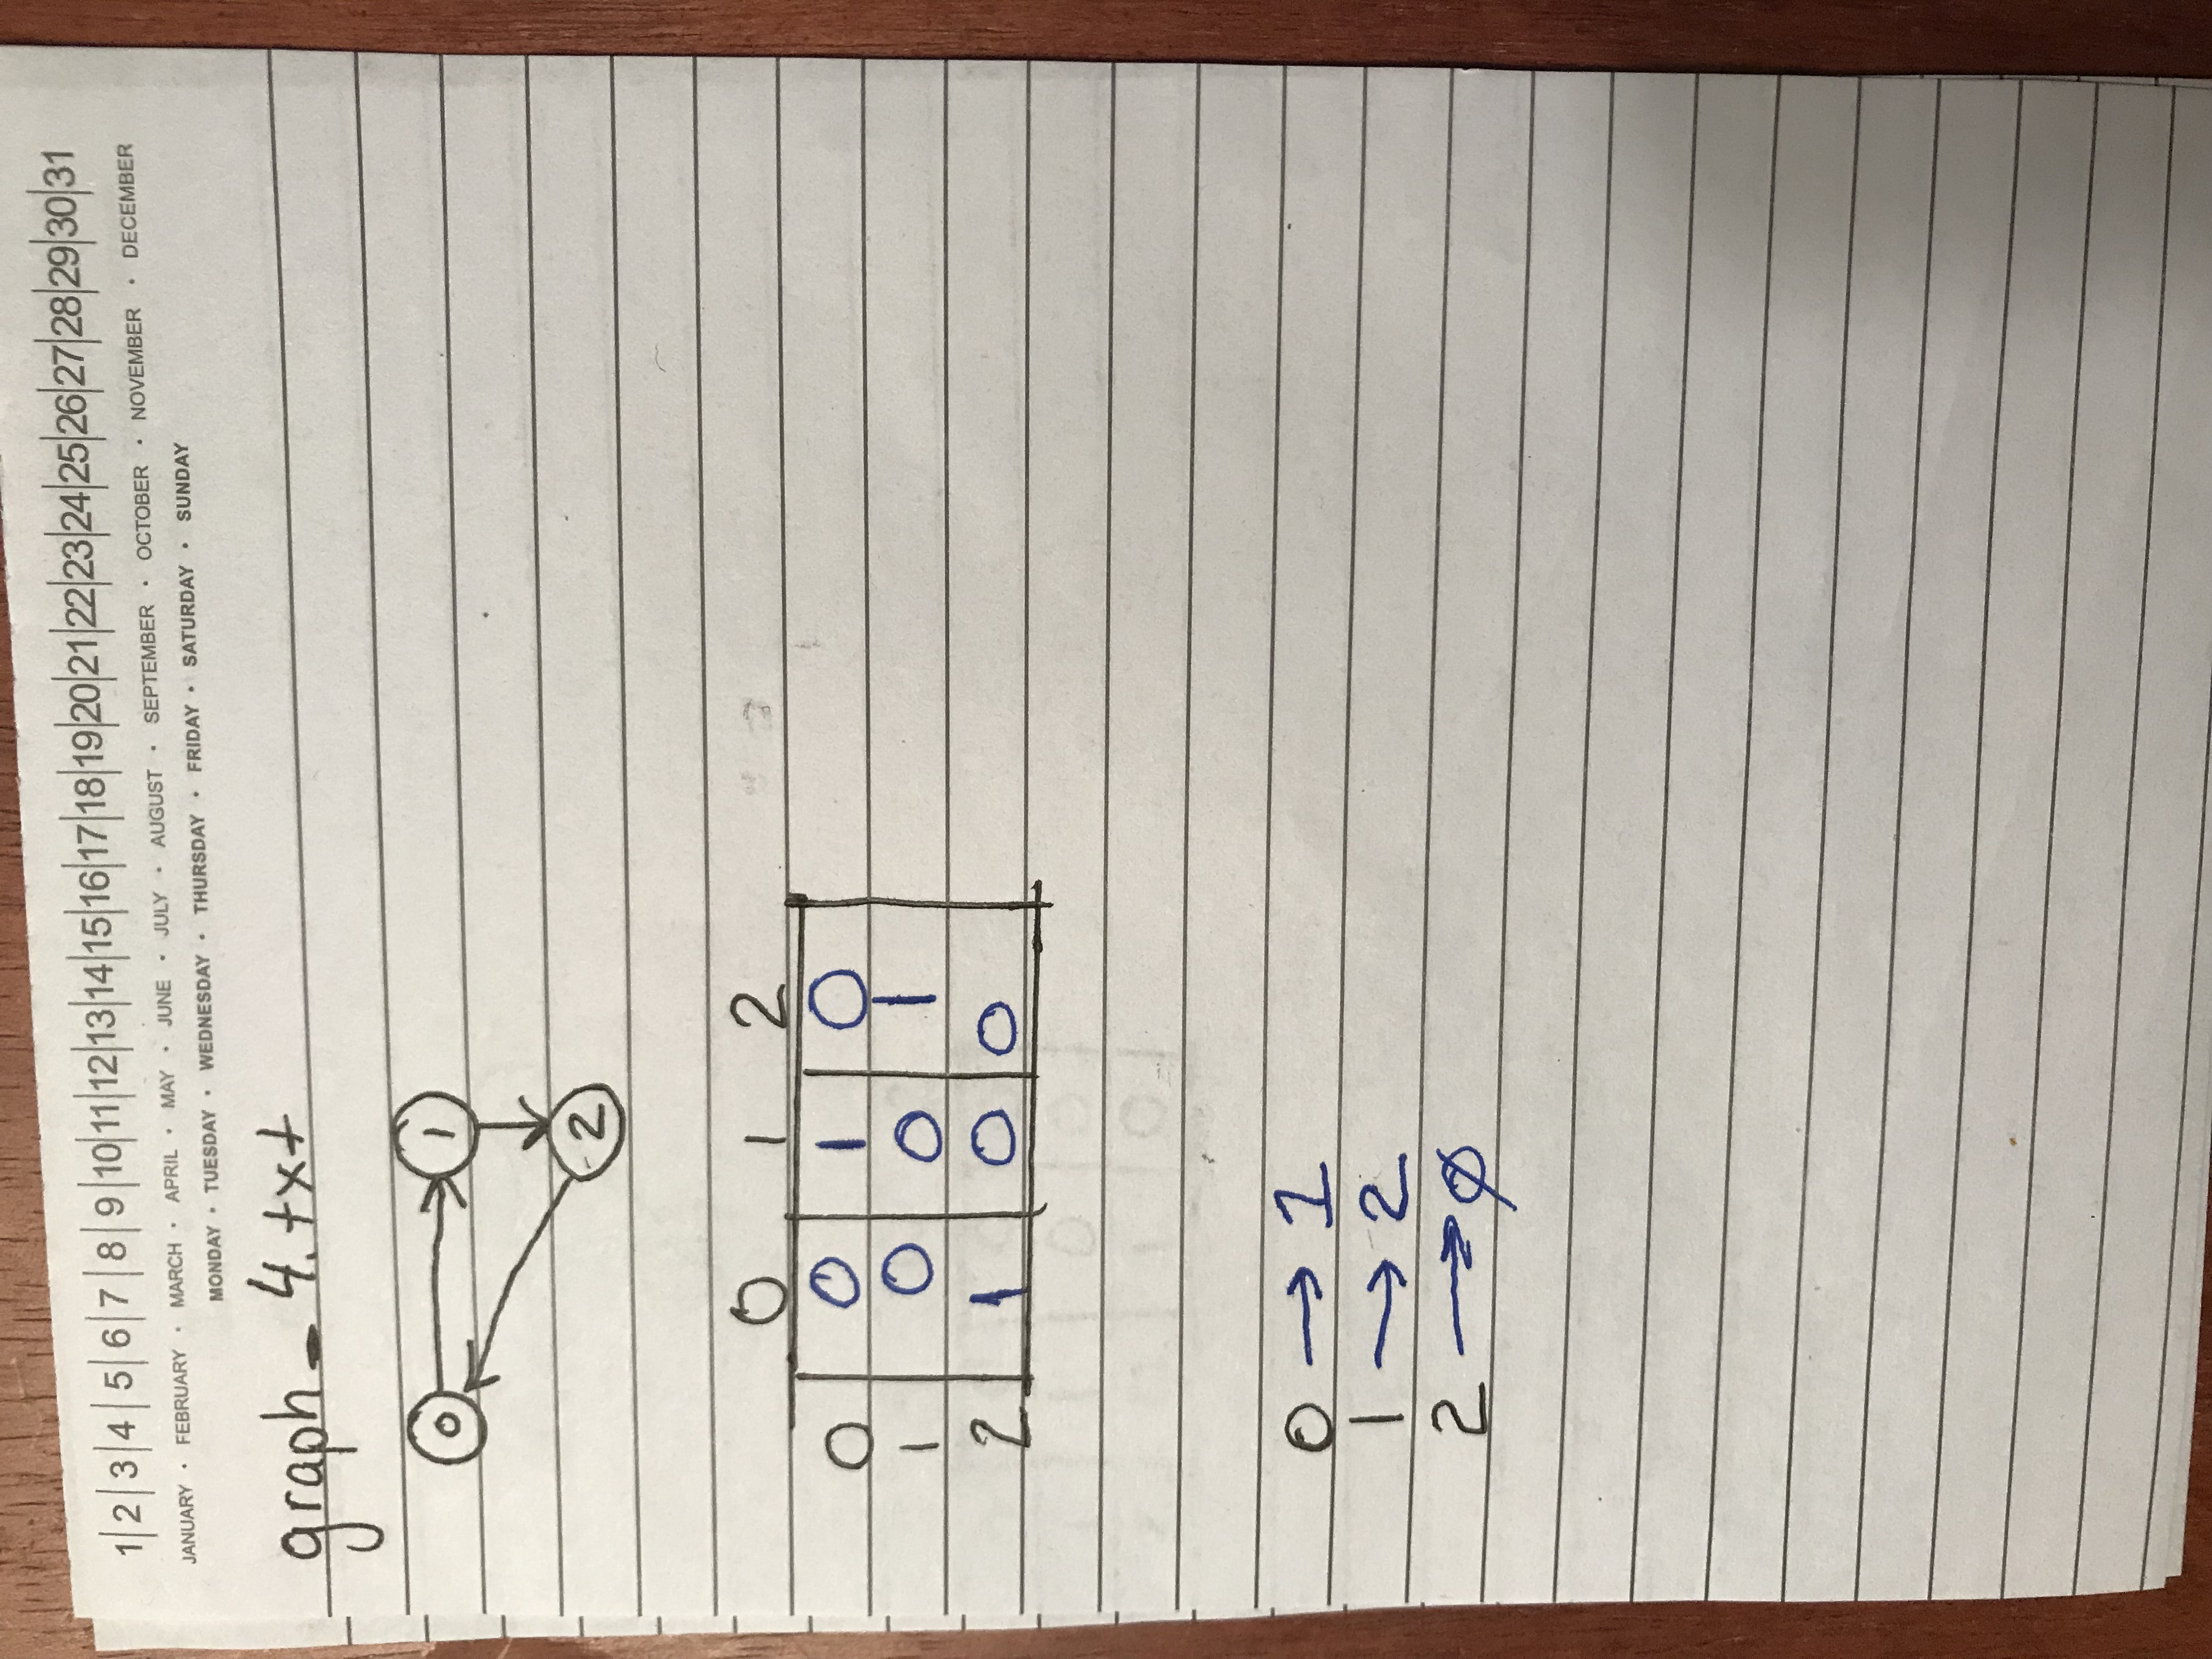 1 2 3 4 5 6 7 8 9 10 11 12 13 14 15 16 17 18 19 20 21 22 23 24 25 26 27 28 29 30 31
JANUARY • FEBRUARY • MARCH • APRIL • MAY • JUNE • JULY • AUGUST • SEPTEMBER • OCTOBER • NOVEMBER • DECEMBER
MONDAY • TUESDAY • WEDNESDAY • THURSDAY • FRIDAY • SATURDAY • SUNDAY
graph_4.txt
0 → 1
2
0 1 2
0 0 1 0
1 0 0 1
2 1 0 0
0 → 1
1 → 2
2 → ∅